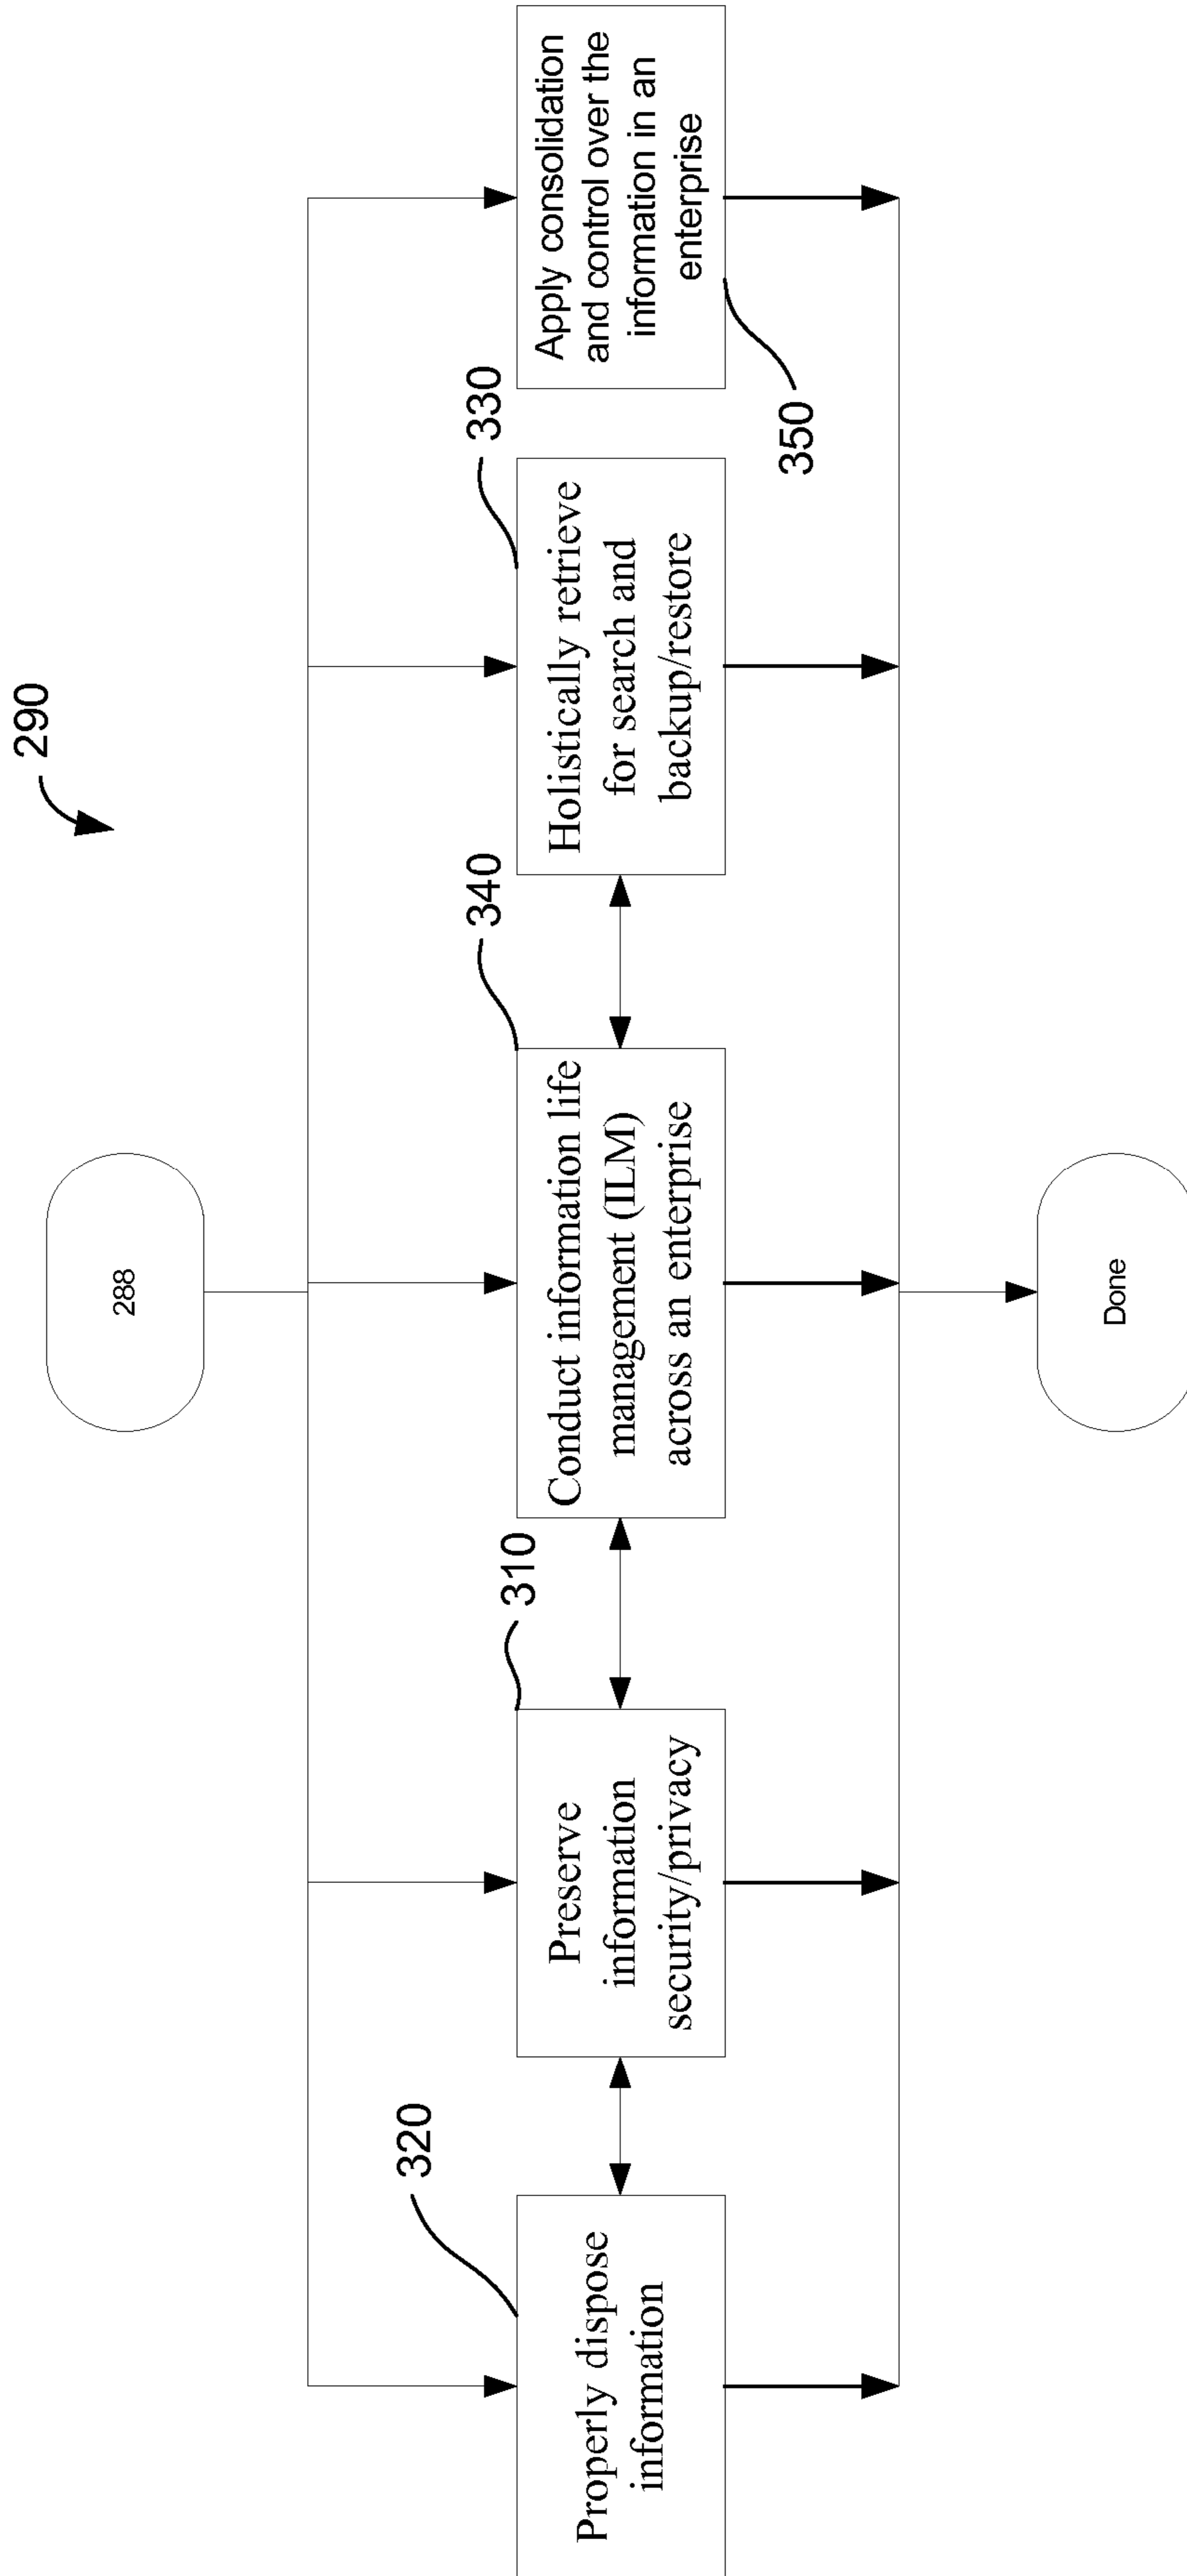 290
288
320
Properly dispose
information
310
Preserve
information
security/privacy
340
Conduct information life
management (ILM)
across an enterprise
330
Holistically retrieve
for search and
backup/restore
Apply consolidation
and control over the
information in an
enterprise
350
Done